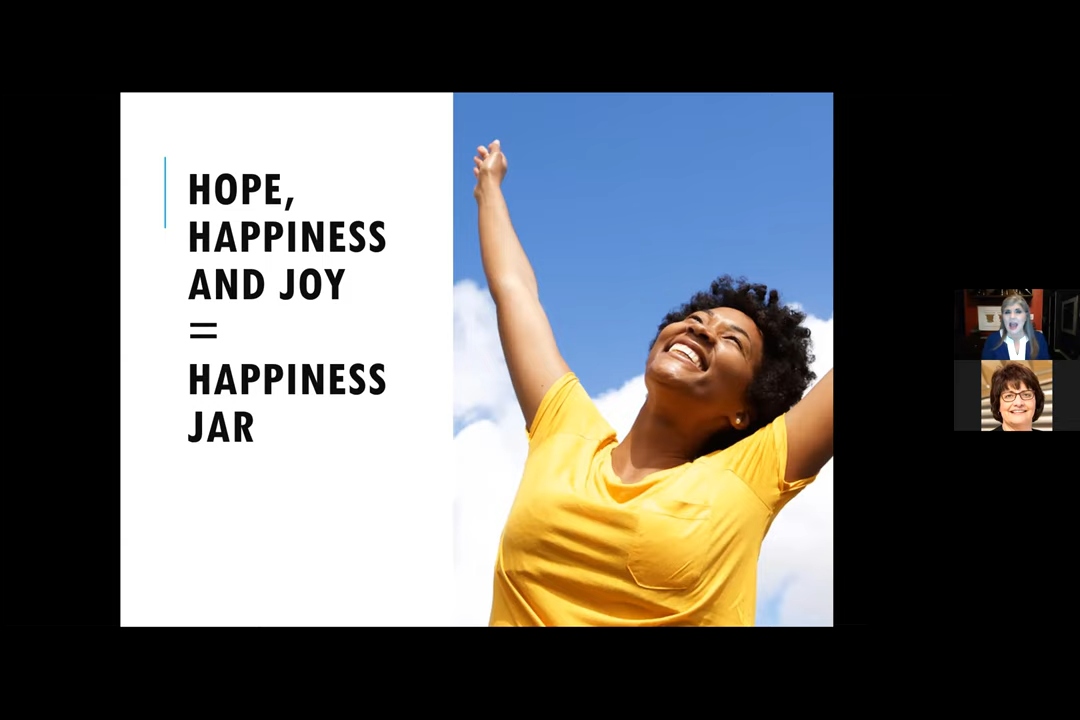 HOPE,
HAPPINESS
AND JOY
=
HAPPINESS
JAR